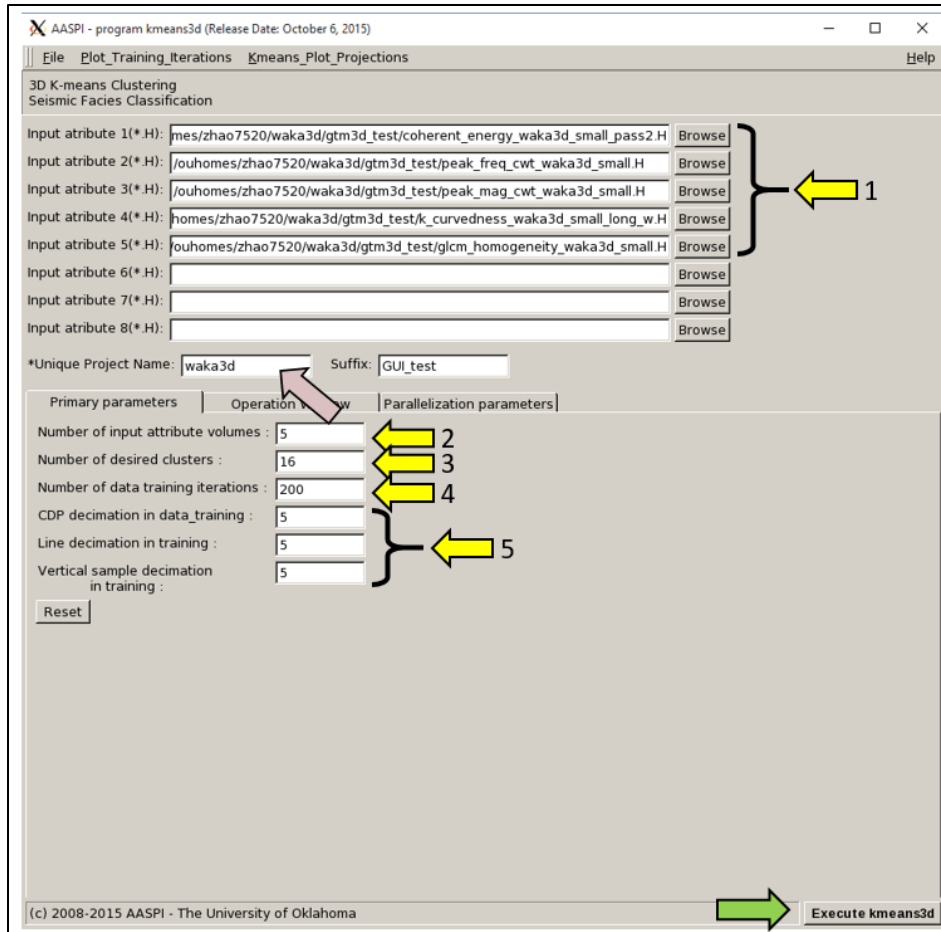 AASPI - program kmeans3d (Release Date: October 6, 2015)
File Plot_Training_Iterations Kmeans_Plot_Projections Help
3D K-means Clustering
Seismic Facies Classification
Input atribute 1(*.H): mes/zhao7520/waka3d/gtm3d_test/coherent_energy_waka3d_small_pass2.H Browse
Input atribute 2(*.H): /ouhomes/zhao7520/waka3d/gtm3d_test/peak_freq_cwt_waka3d_small.H Browse
Input atribute 3(*.H): /ouhomes/zhao7520/waka3d/gtm3d_test/peak_mag_cwt_waka3d_small.H Browse 1
Input atribute 4(*.H): homes/zhao7520/waka3d/gtm3d_test/k_curvedness_waka3d_small_long_w.H Browse
Input atribute 5(*.H): /ouhomes/zhao7520/waka3d/gtm3d_test/glcm_homogeneity_waka3d_small.H Browse
Input atribute 6(*.H): Browse
Input atribute 7(*.H): Browse
Input atribute 8(*.H): Browse
*Unique Project Name: waka3d Suffix: GUI_test
Primary parameters Operation Parallelization parameters
Number of input attribute volumes : 5 2
Number of desired clusters : 16 3
Number of data training iterations : 200 4
CDP decimation in data_training : 5
Line decimation in training : 5 5
Vertical sample decimation 5
in training :
Reset
(c) 2008-2015 AASPI - The University of Oklahoma Execute kmeans3d